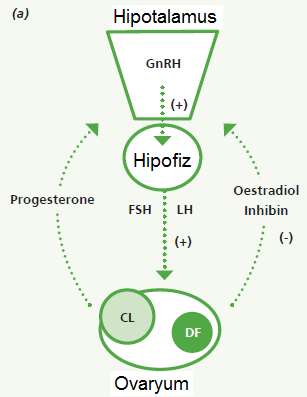 (a)
Hipotalamus
GnRH
(+)
Hipofiz
Progesterone
Oestradiol
Inhibin
FSH LH
(-)
(+)
CL
DF
Ovaryum